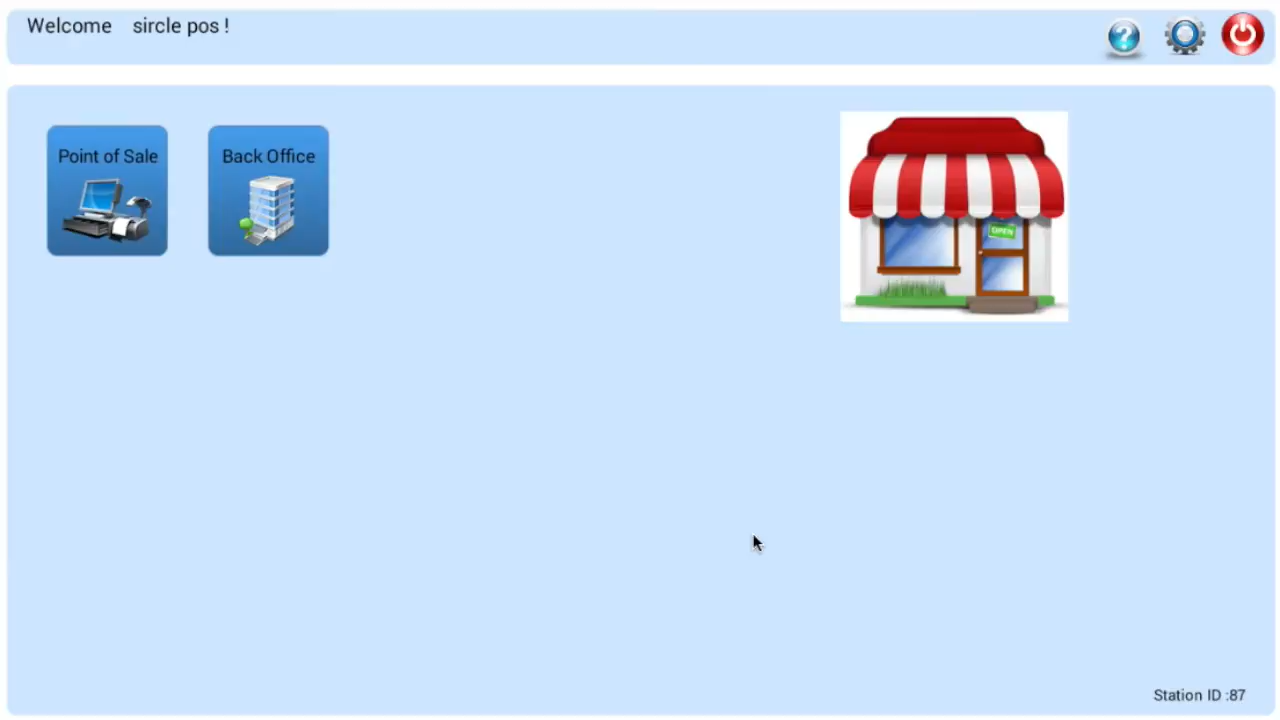 Welcome sircle pos !
Point of Sale
Back Office
OPEN
Station ID :87